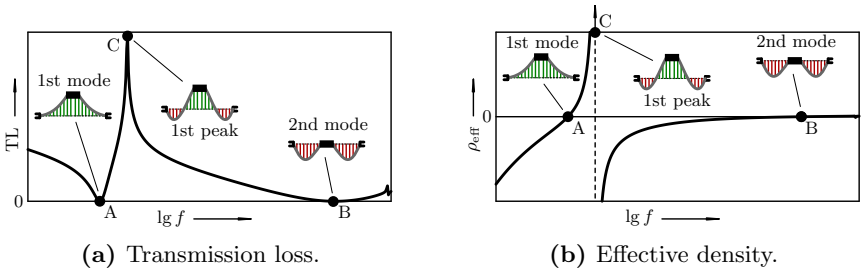 TL
0
1st mode
C
1st peak
2nd mode
A
B
lg f
(a) Transmission loss.
ρeff
0
1st mode
C
1st peak
2nd mode
A
B
lg f
(b) Effective density.